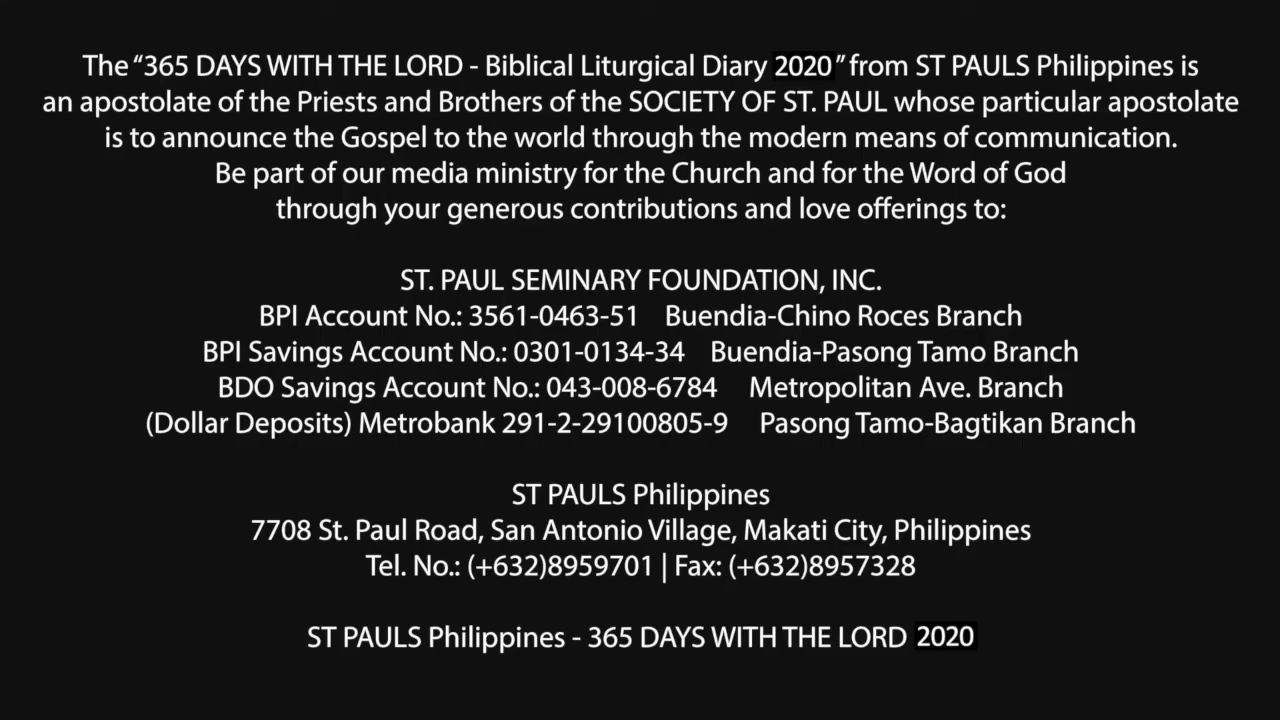 The “365 DAYS WITH THE LORD - Biblical Liturgical Diary 2020” from ST PAULS Philippines is
an apostolate of the Priests and Brothers of the SOCIETY OF ST. PAUL whose particular apostolate
is to announce the Gospel to the world through the modern means of communication.
Be part of our media ministry for the Church and for the Word of God
through your generous contributions and love offerings to:
ST. PAUL SEMINARY FOUNDATION, INC.
BPI Account No.: 3561-0463-51 Buendia-Chino Roces Branch
BPI Savings Account No.: 0301-0134-34 Buendia-Pasong Tamo Branch
BDO Savings Account No.: 043-008-6784 Metropolitan Ave. Branch
(Dollar Deposits) Metrobank 291-2-29100805-9 Pasong Tamo-Bagtikan Branch
ST PAULS Philippines
7708 St. Paul Road, San Antonio Village, Makati City, Philippines
Tel. No.: (+632)8959701 | Fax: (+632)8957328
ST PAULS Philippines - 365 DAYS WITH THE LORD 2020